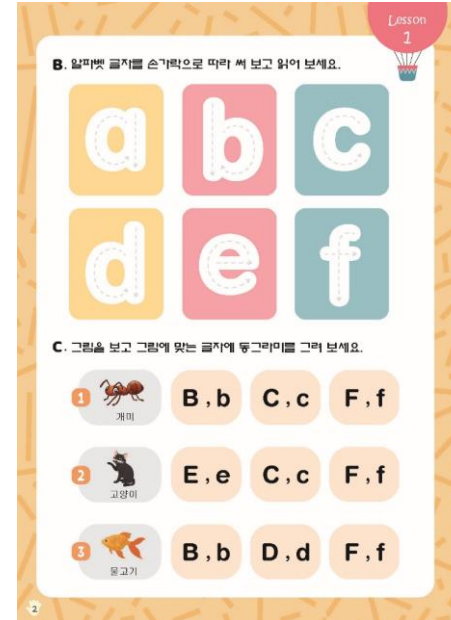 Lesson
1
B. 알파벳 글자를 손가락으로 따라 써 보고 읽어 보세요.
a b c
d e f
C. 그림을 보고 그림에 맞는 글자에 동그라미를 그려 보세요.
1 개미 B, b C, c F, f
2 고양이 E, e C, c F, f
3 물고기 B, b D, d F, f
2